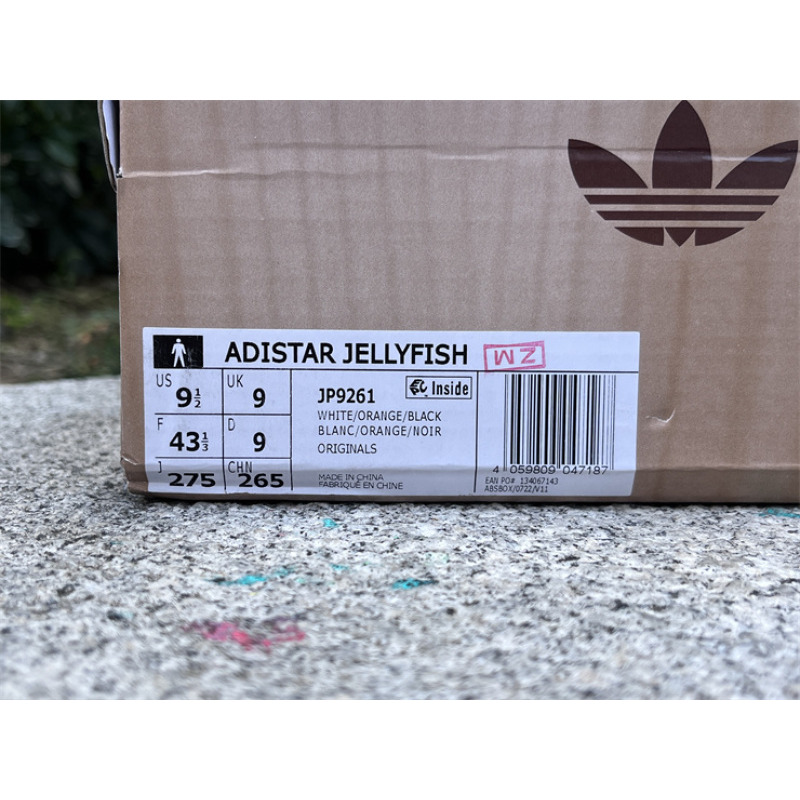 ADISTAR JELLYFISH
ZM
US 9½
UK 9
F 43⅓
D 9
J 275
CHN 265
JP9261
Inside
WHITE/ORANGE/BLACK
BLANC/ORANGE/NOIR
ORIGINALS
MADE IN CHINA
FABRIQUÉ EN CHINE
4 059809 047187
EAN PO# 134067143
ABSBOX/0722/V11